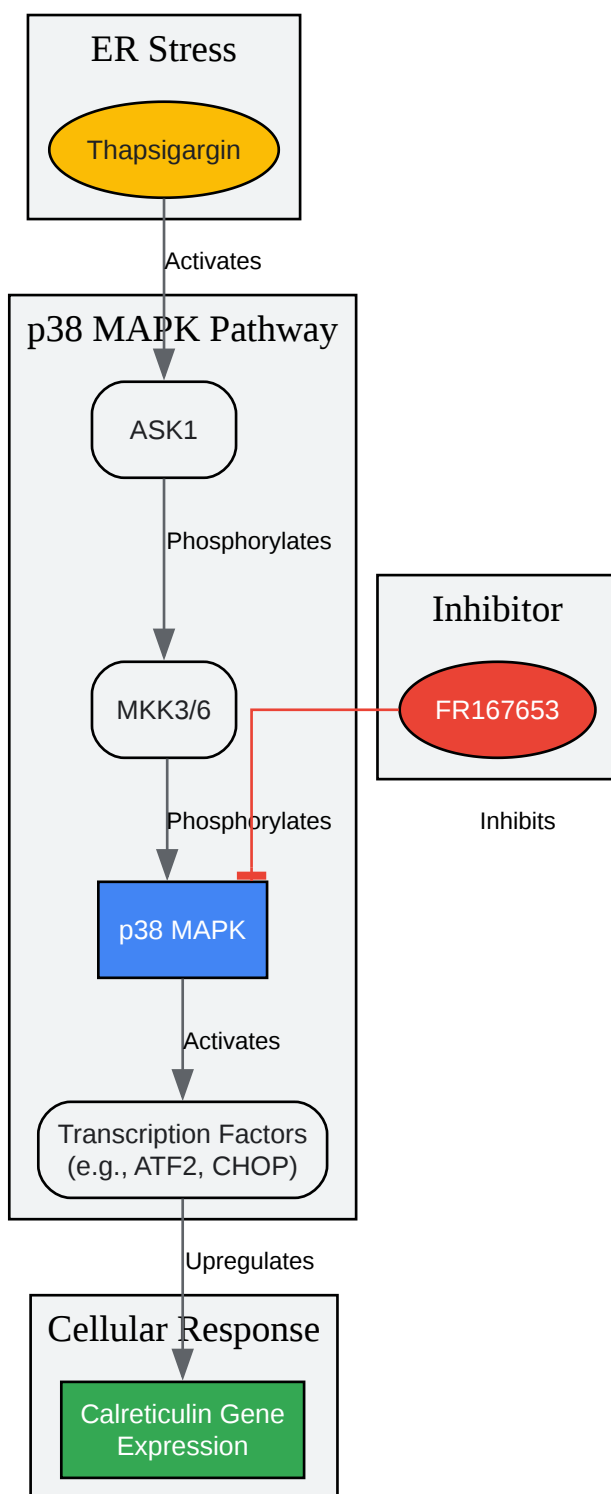 ER Stress
Thapsigargin
Activates
p38 MAPK Pathway
ASK1
Phosphorylates
Inhibitor
MKK3/6
FR167653
Phosphorylates
Inhibits
p38 MAPK
Activates
Transcription Factors
(e.g., ATF2, CHOP)
Upregulates
Cellular Response
Calreticulin Gene
Expression